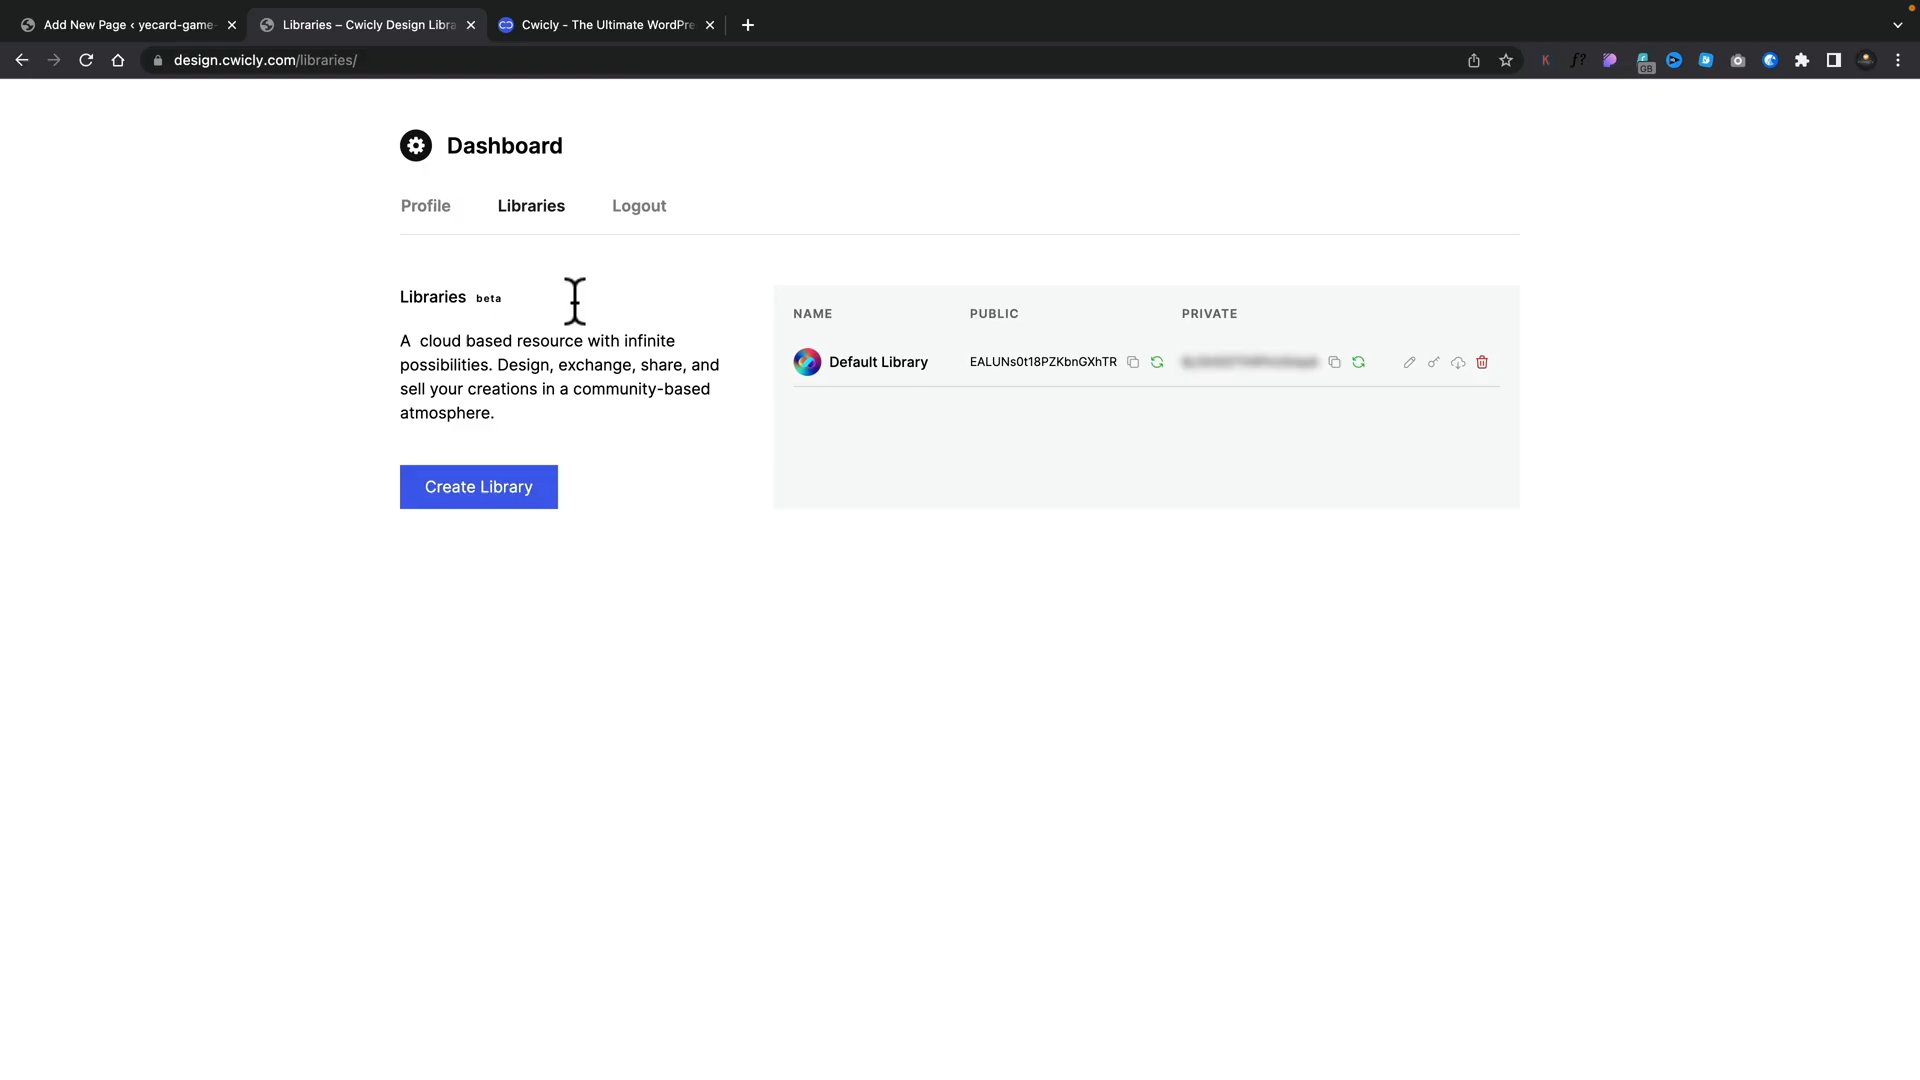 Add New Page ‹ yecard-game-
Libraries – Cwicly Design Libra
Cwicly - The Ultimate WordPre
design.cwicly.com/libraries/
K
f?
GB
Dashboard
Profile Libraries Logout
Libraries beta
A cloud based resource with infinite
possibilities. Design, exchange, share, and
sell your creations in a community-based
atmosphere.
Create Library
NAME PUBLIC PRIVATE
Default Library EALUNs0t18PZKbnGXhTR